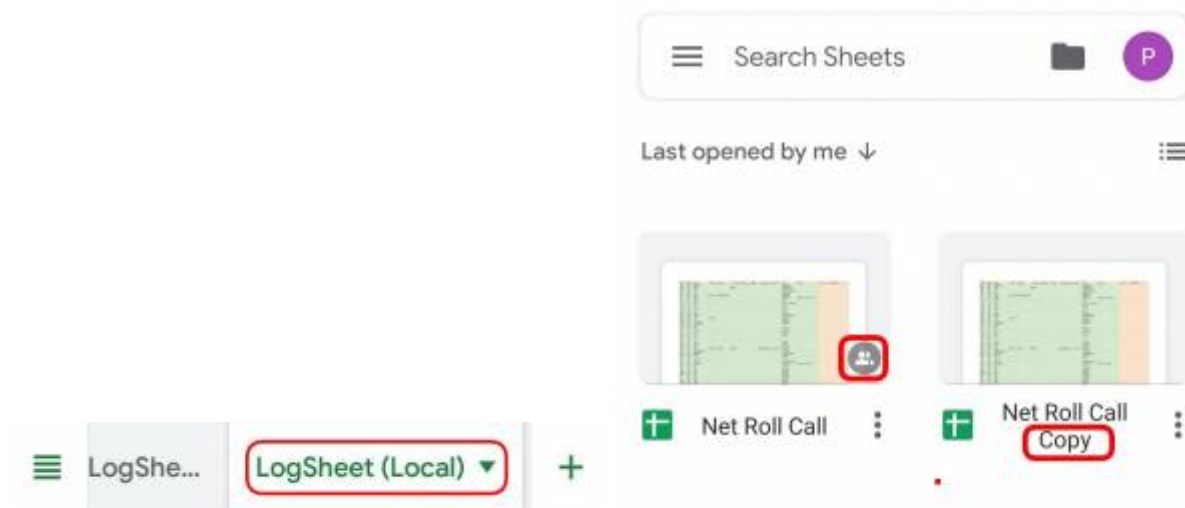 Search Sheets
P
Last opened by me ↓
Net Roll Call
Net Roll Call
Copy
LogShe...
LogSheet (Local)
+